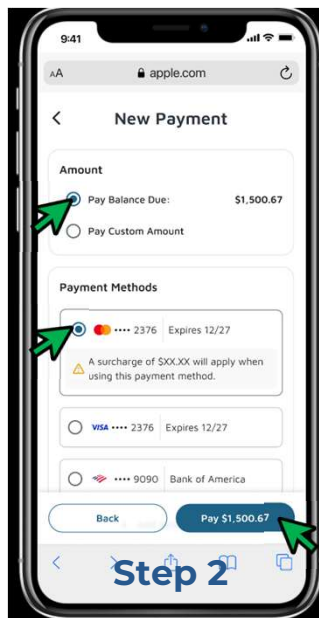 9:41
AA apple.com
New Payment
Amount
Pay Balance Due: $1,500.67
Pay Custom Amount
Payment Methods
•••• 2376 Expires 12/27
A surcharge of $XX.XX will apply when
using this payment method.
VISA •••• 2376 Expires 12/27
•••• 9090 Bank of America
Back Pay $1,500.67
Step 2